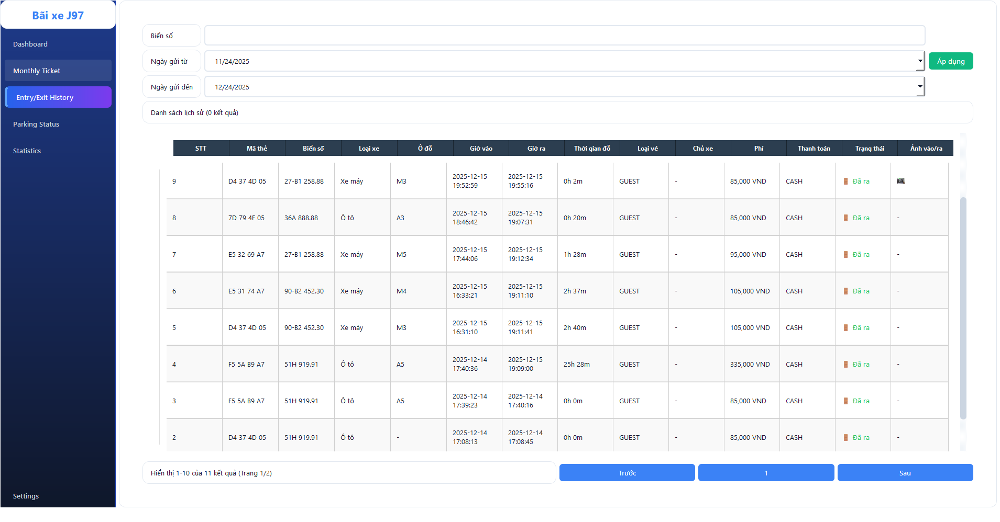 Bãi xe J97
Dashboard
Monthly Ticket
Entry/Exit History
Parking Status
Statistics
Settings
Biển số
Ngày gửi từ 11/24/2025 Áp dụng
Ngày gửi đến 12/24/2025
Danh sách lịch sử (0 kết quả)
STT Mã thẻ Biển số Loại xe Ô đỗ Giờ vào Giờ ra Thời gian đỗ Loại vé Chủ xe Phí Thanh toán Trạng thái Ảnh vào/ra
9 D4 37 4D 05 27-B1 258.88 Xe máy M3 2025-12-15 19:52:59 2025-12-15 19:55:16 0h 2m GUEST - 85,000 VND CASH Đã ra
8 7D 79 4F 05 36A 888.88 Ô tô A3 2025-12-15 18:46:42 2025-12-15 19:07:31 0h 20m GUEST - 85,000 VND CASH Đã ra -
7 E5 32 69 A7 27-B1 258.88 Xe máy M5 2025-12-15 17:44:06 2025-12-15 19:12:34 1h 28m GUEST - 95,000 VND CASH Đã ra -
6 E5 31 74 A7 90-B2 452.30 Xe máy M4 2025-12-15 16:33:21 2025-12-15 19:11:10 2h 37m GUEST - 105,000 VND CASH Đã ra -
5 D4 37 4D 05 90-B2 452.30 Xe máy M3 2025-12-15 16:31:10 2025-12-15 19:11:41 2h 40m GUEST - 105,000 VND CASH Đã ra -
4 F5 5A B9 A7 51H 919.91 Ô tô A5 2025-12-14 17:40:36 2025-12-15 19:09:00 25h 28m GUEST - 335,000 VND CASH Đã ra -
3 F5 5A B9 A7 51H 919.91 Ô tô A5 2025-12-14 17:39:23 2025-12-14 17:40:16 0h 0m GUEST - 85,000 VND CASH Đã ra -
2 D4 37 4D 05 51H 919.91 Ô tô - 2025-12-14 17:08:13 2025-12-14 17:08:45 0h 0m GUEST - 85,000 VND CASH Đã ra -
Hiển thị 1-10 của 11 kết quả (Trang 1/2) Trước 1 Sau